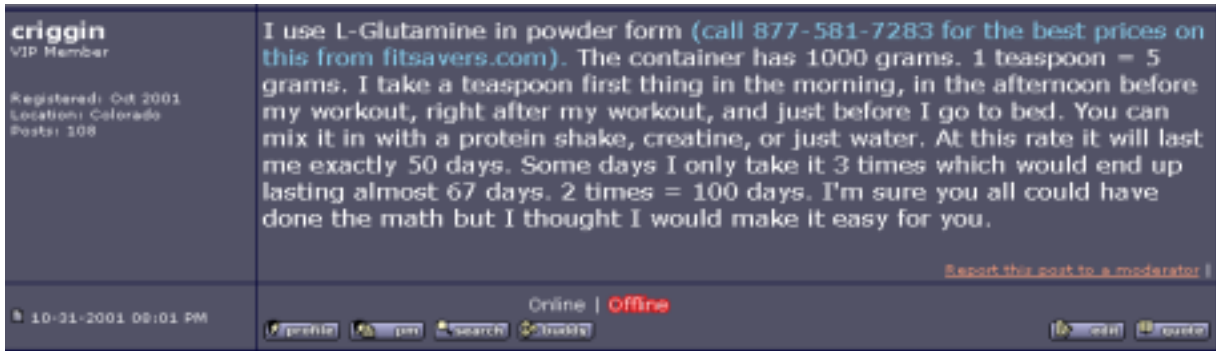 criggin
VIP Member
Registered: Oct 2001
Location: Colorado
Posts: 108
I use L-Glutamine in powder form (call 877-581-7283 for the best prices on
this from fitsavers.com). The container has 1000 grams. 1 teaspoon = 5
grams. I take a teaspoon first thing in the morning, in the afternoon before
my workout, right after my workout, and just before I go to bed. You can
mix it in with a protein shake, creatine, or just water. At this rate it will last
me exactly 50 days. Some days I only take it 3 times which would end up
lasting almost 67 days. 2 times = 100 days. I'm sure you all could have
done the math but I thought I would make it easy for you.
Report this post to a moderator |
10-31-2001 08:01 PM
Online | Offline
profile pm search buddy edit quote